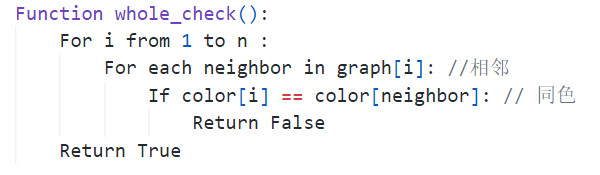 Function whole_check():
    For i from 1 to n :
        For each neighbor in graph[i]: //相邻
            If color[i] == color[neighbor]: // 同色
                Return False
    Return True